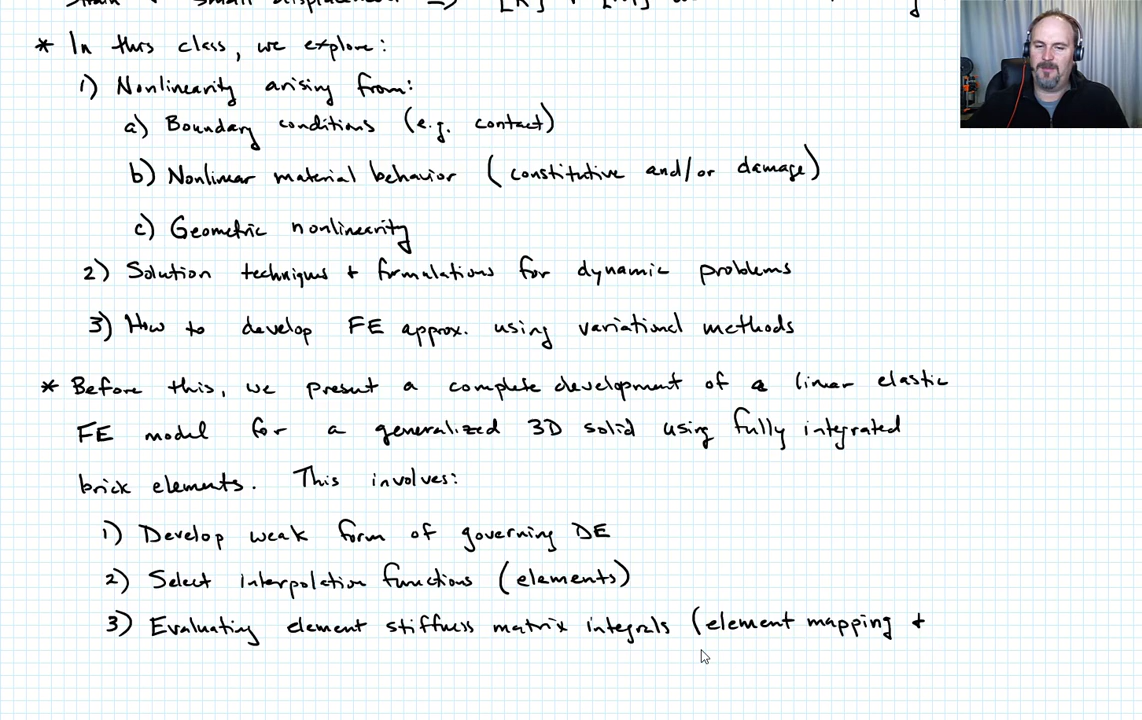 * In this class, we explore:
1) Nonlinearity arising from:
a) Boundary conditions (e.g. contact)
b) Nonlinear material behavior (constitutive and/or damage)
c) Geometric nonlinearity
2) Solution techniques + formulations for dynamic problems
3) How to develop FE approx. using variational methods
* Before this, we present a complete development of a linear elastic
FE model for a generalized 3D solid using fully integrated
brick elements. This involves:
1) Develop weak form of governing DE
2) Select interpolation functions (elements)
3) Evaluating element stiffness matrix integrals (element mapping +